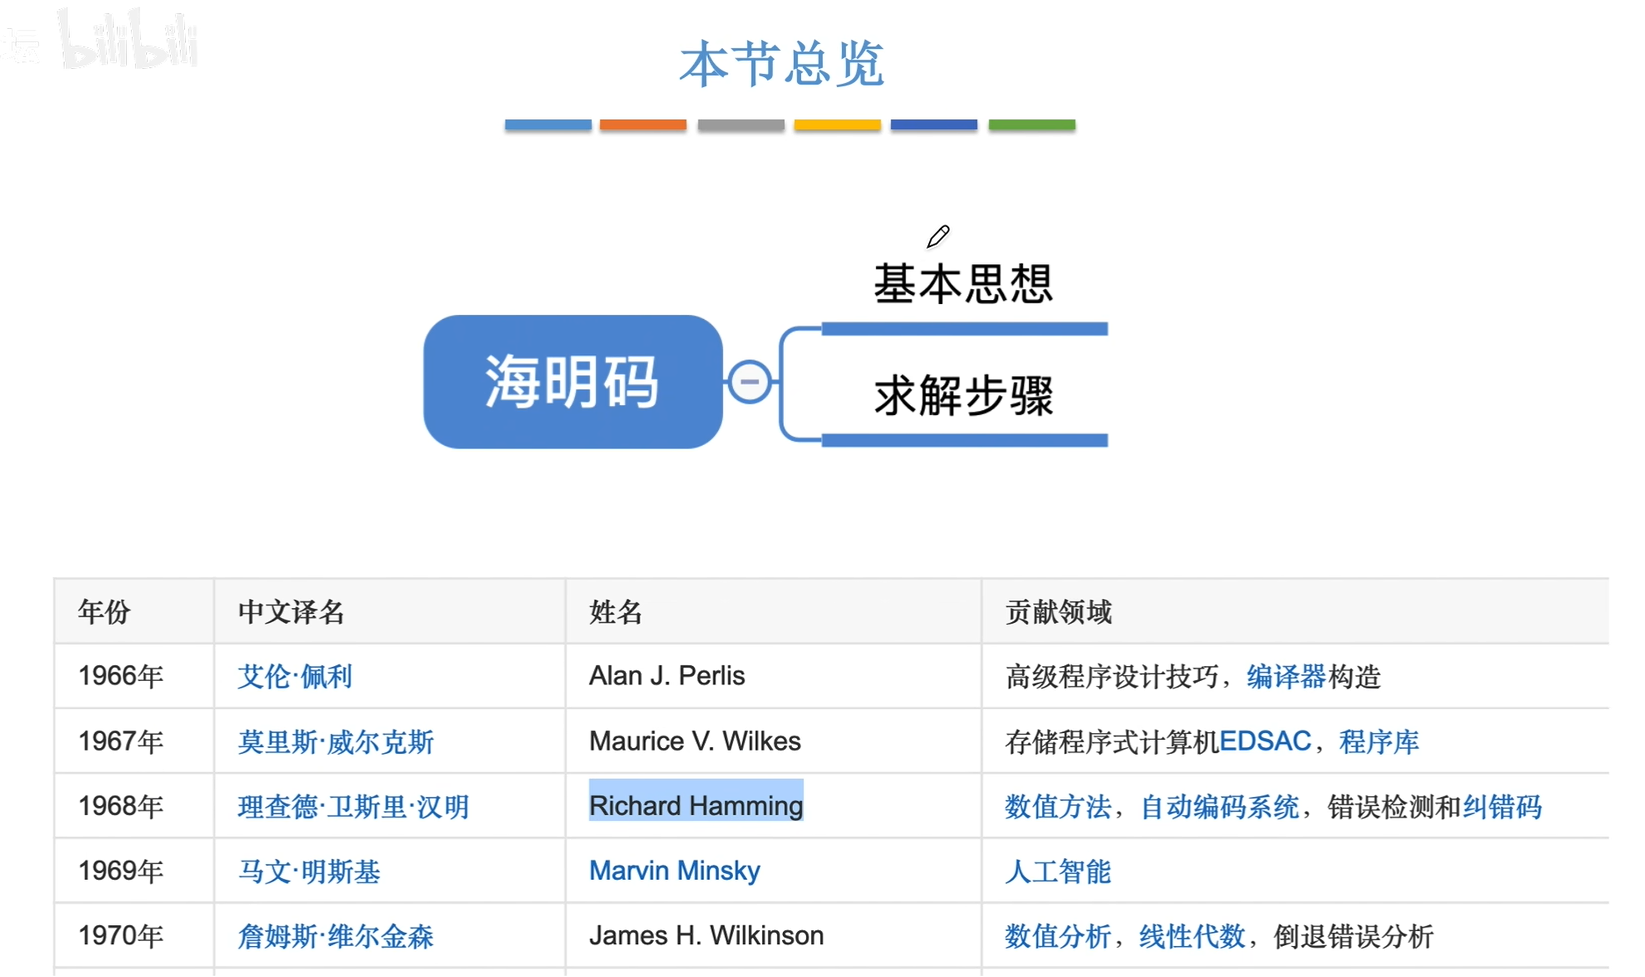 坛 bilibili
本节总览
基本思想
海明码
求解步骤
年份 中文译名 姓名 贡献领域
1966年 艾伦·佩利 Alan J. Perlis 高级程序设计技巧，编译器构造
1967年 莫里斯·威尔克斯 Maurice V. Wilkes 存储程序式计算机EDSAC，程序库
1968年 理查德·卫斯里·汉明 Richard Hamming 数值方法，自动编码系统，错误检测和纠错码
1969年 马文·明斯基 Marvin Minsky 人工智能
1970年 詹姆斯·维尔金森 James H. Wilkinson 数值分析，线性代数，倒退错误分析